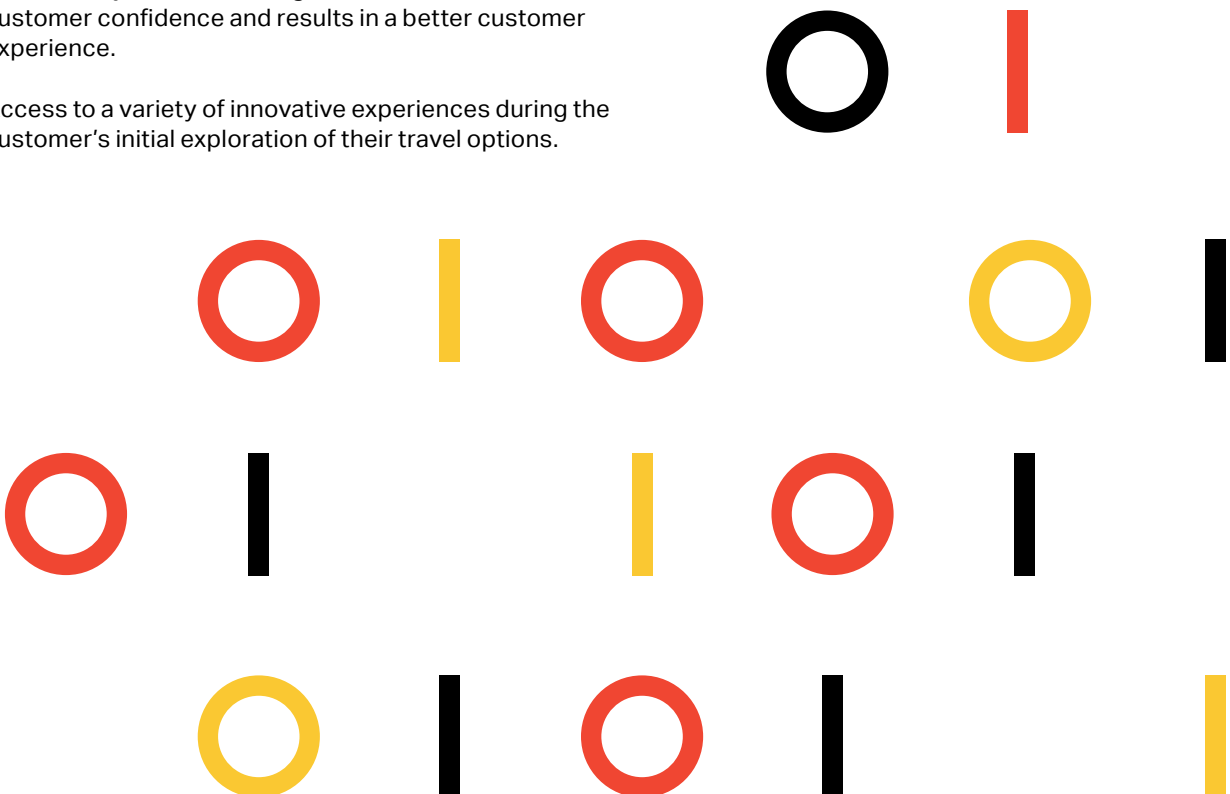 ustomer confidence and results in a better customer
xperience.
ccess to a variety of innovative experiences during the
ustomer's initial exploration of their travel options.